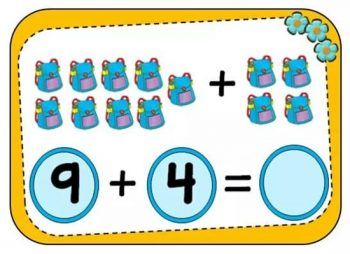 +
9 + 4 =